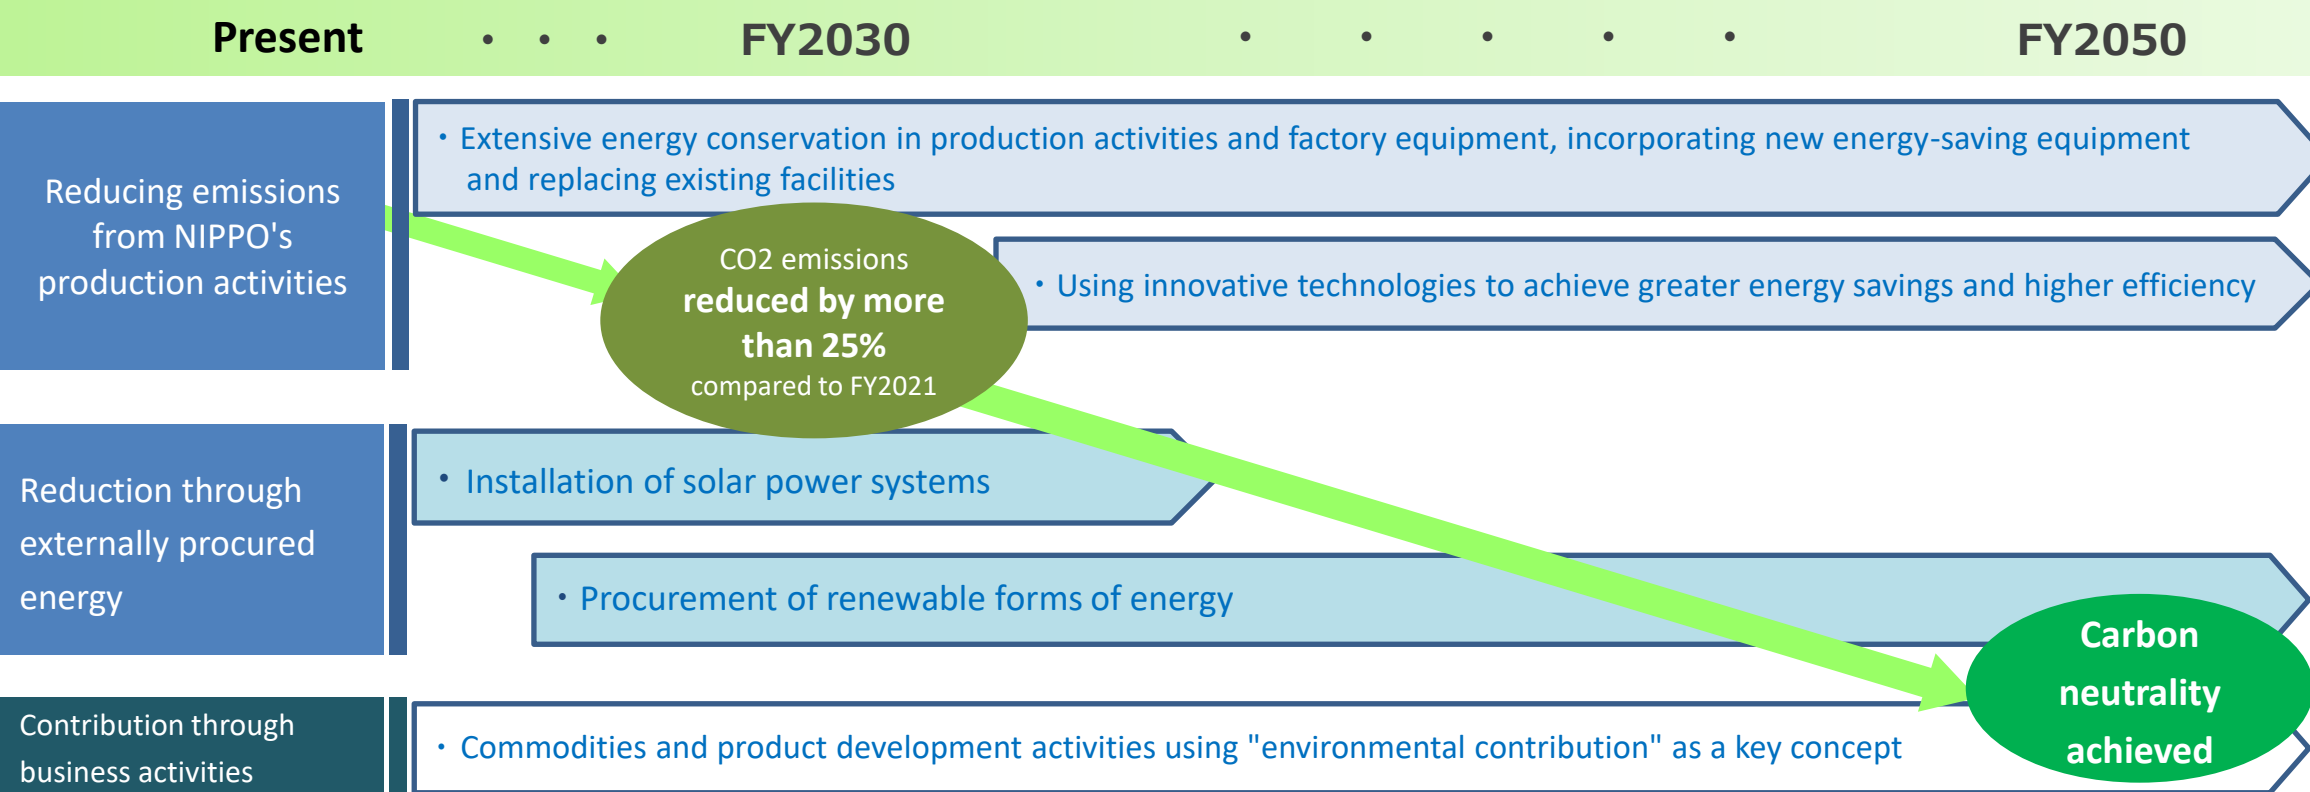 Present ・ ・ ・ FY2030 ・ ・ ・ ・ ・ FY2050
Reducing emissions
from NIPPO's
production activities
・Extensive energy conservation in production activities and factory equipment, incorporating new energy-saving equipment
and replacing existing facilities
CO2 emissions
reduced by more
than 25%
compared to FY2021
・Using innovative technologies to achieve greater energy savings and higher efficiency
Reduction through
externally procured
energy
・Installation of solar power systems
・Procurement of renewable forms of energy
Carbon
neutrality
achieved
Contribution through
business activities
・Commodities and product development activities using "environmental contribution" as a key concept